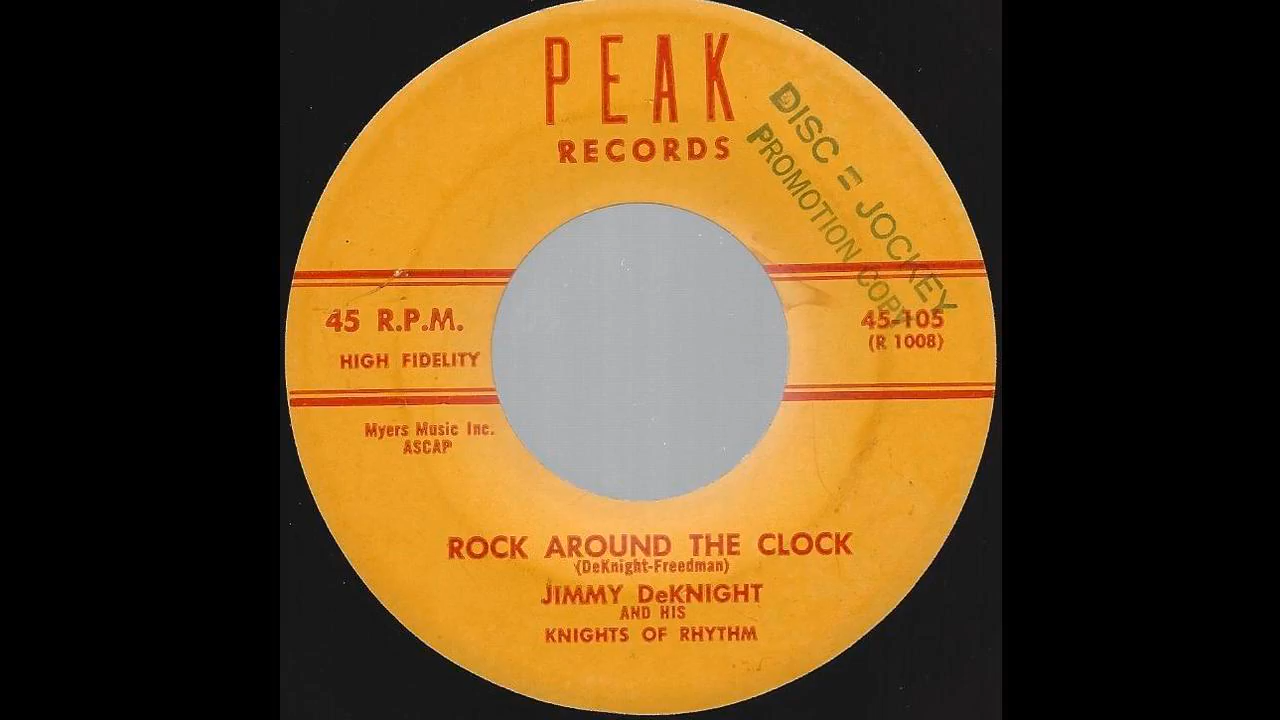 PEAK
RECORDS
DISC = JOCKEY
PROMOTION COPY
45 R.P.M.
HIGH FIDELITY
45-105
(R 1008)
Myers Music Inc.
ASCAP
ROCK AROUND THE CLOCK
(DeKnight-Freedman)
JIMMY DeKNIGHT
AND HIS
KNIGHTS OF RHYTHM